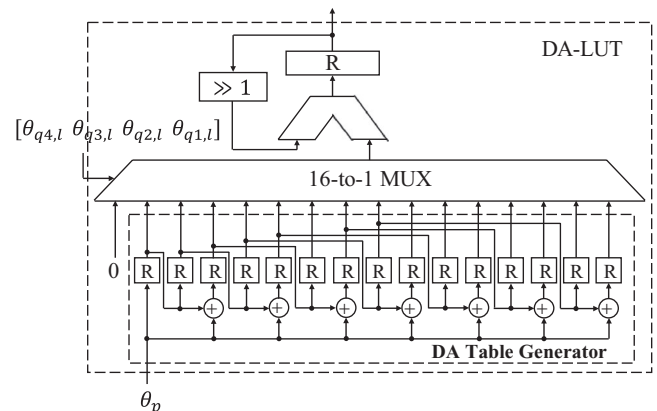 DA-LUT
R
≫ 1
[θq4,l θq3,l θq2,l θq1,l]
16-to-1 MUX
0
R R R R R R R R R R R R R R R
+ + + + + + +
DA Table Generator
θp